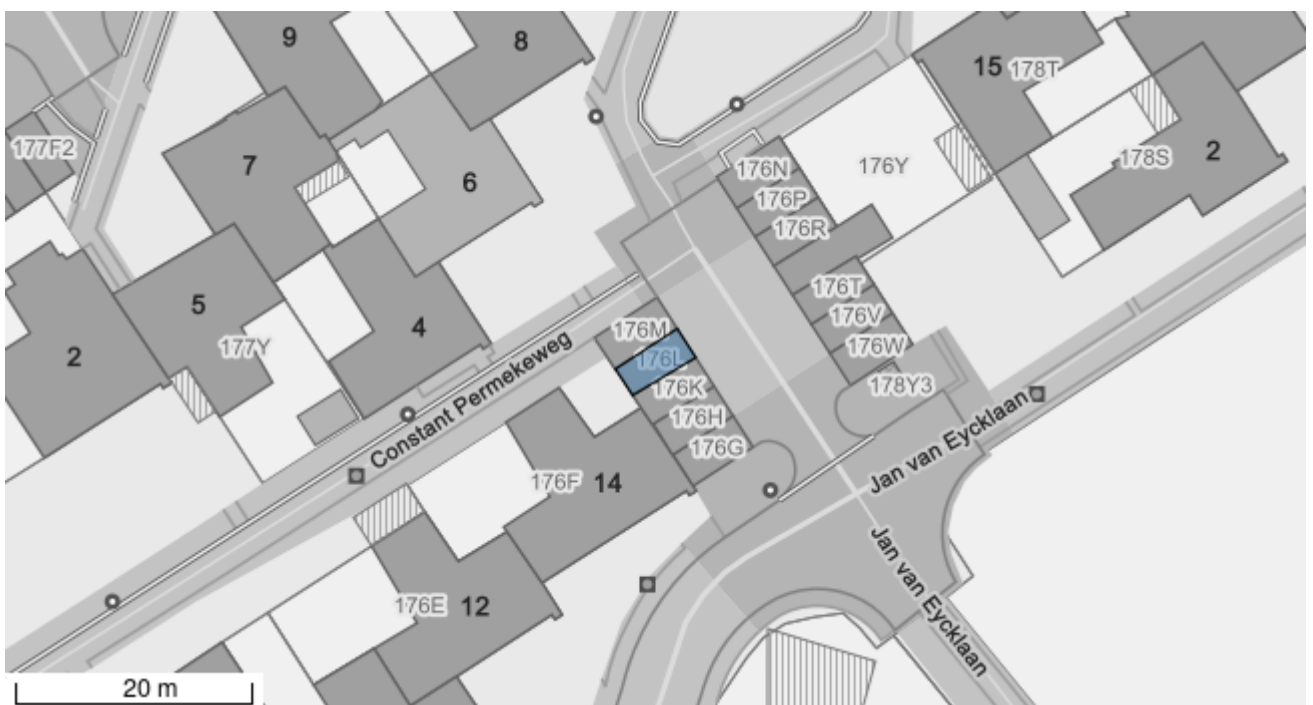 9
8
15
178T
177F2
7
176N
176Y
178S
2
6
176P
176R
5
176T
4
176V
2
177Y
176M
176W
176L
Constant Permekeweg
176K
178Y3
176H
Jan van Eycklaan
176G
176F
14
Jan van Eycklaan
176E
12
20 m